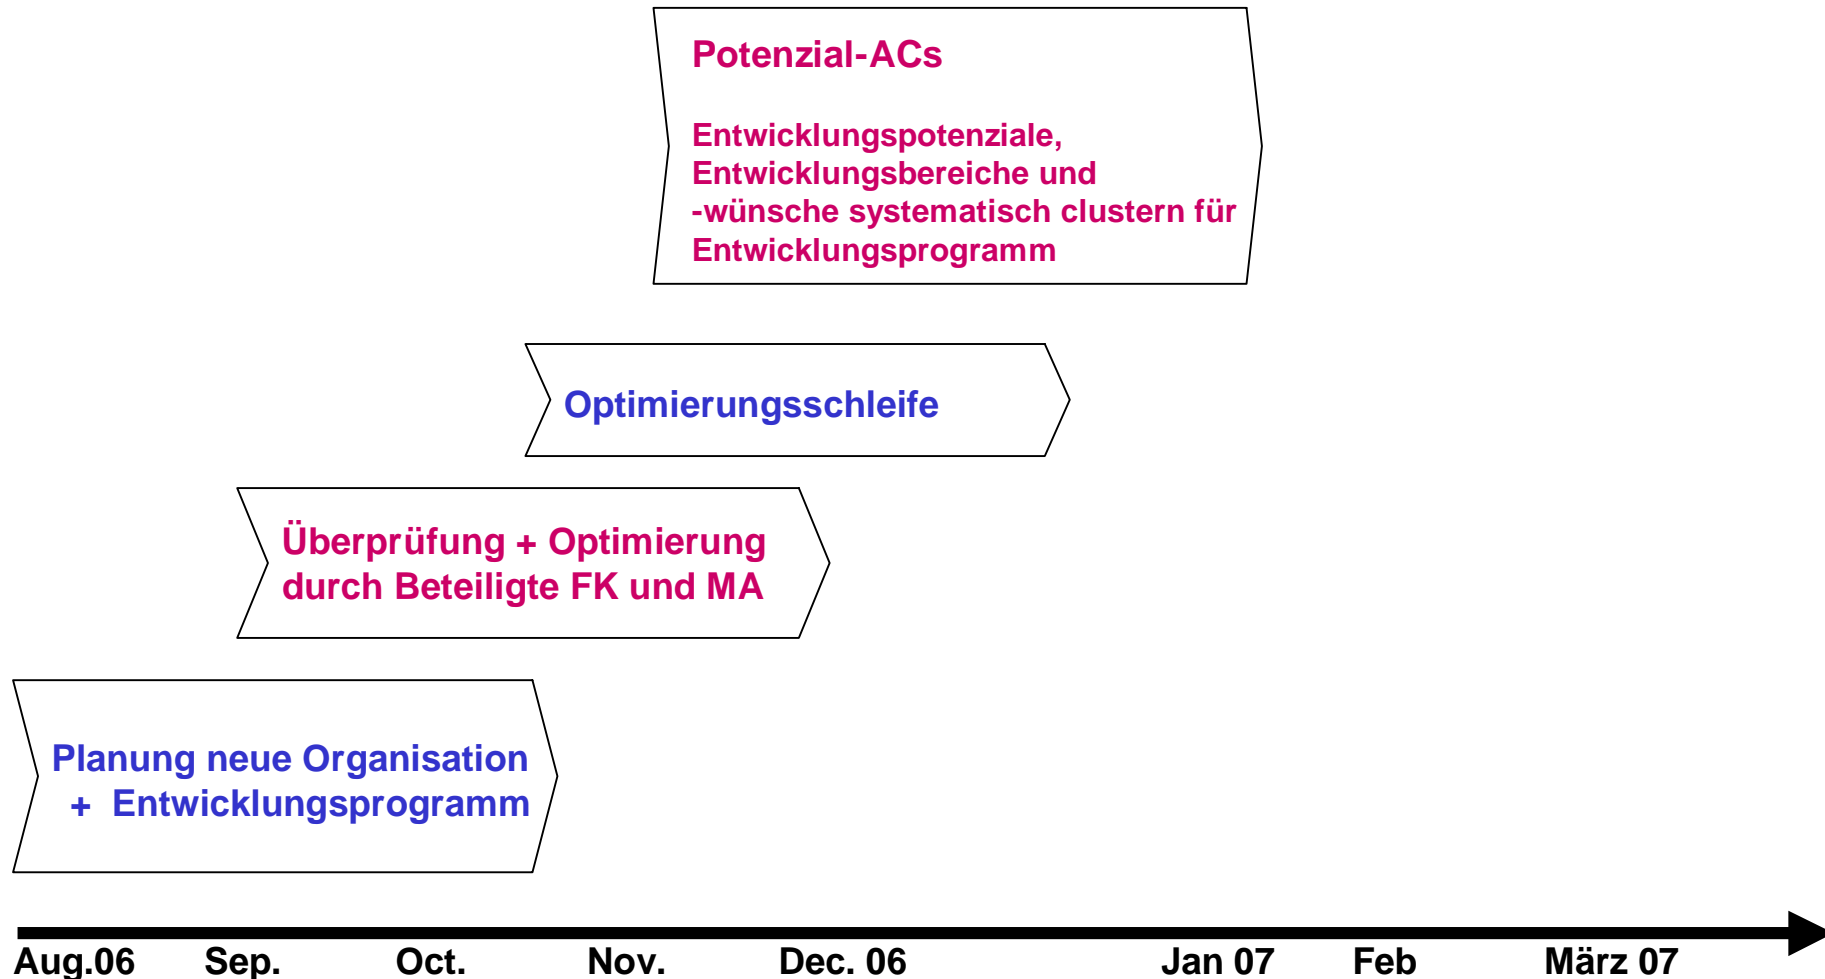 Potenzial-ACs
Entwicklungspotenziale,
Entwicklungsbereiche und
-wünsche systematisch clustern für
Entwicklungsprogramm
Optimierungsschleife
Überprüfung + Optimierung
durch Beteiligte FK und MA
Planung neue Organisation
+ Entwicklungsprogramm
Aug.06 Sep. Oct. Nov. Dec. 06 Jan 07 Feb März 07